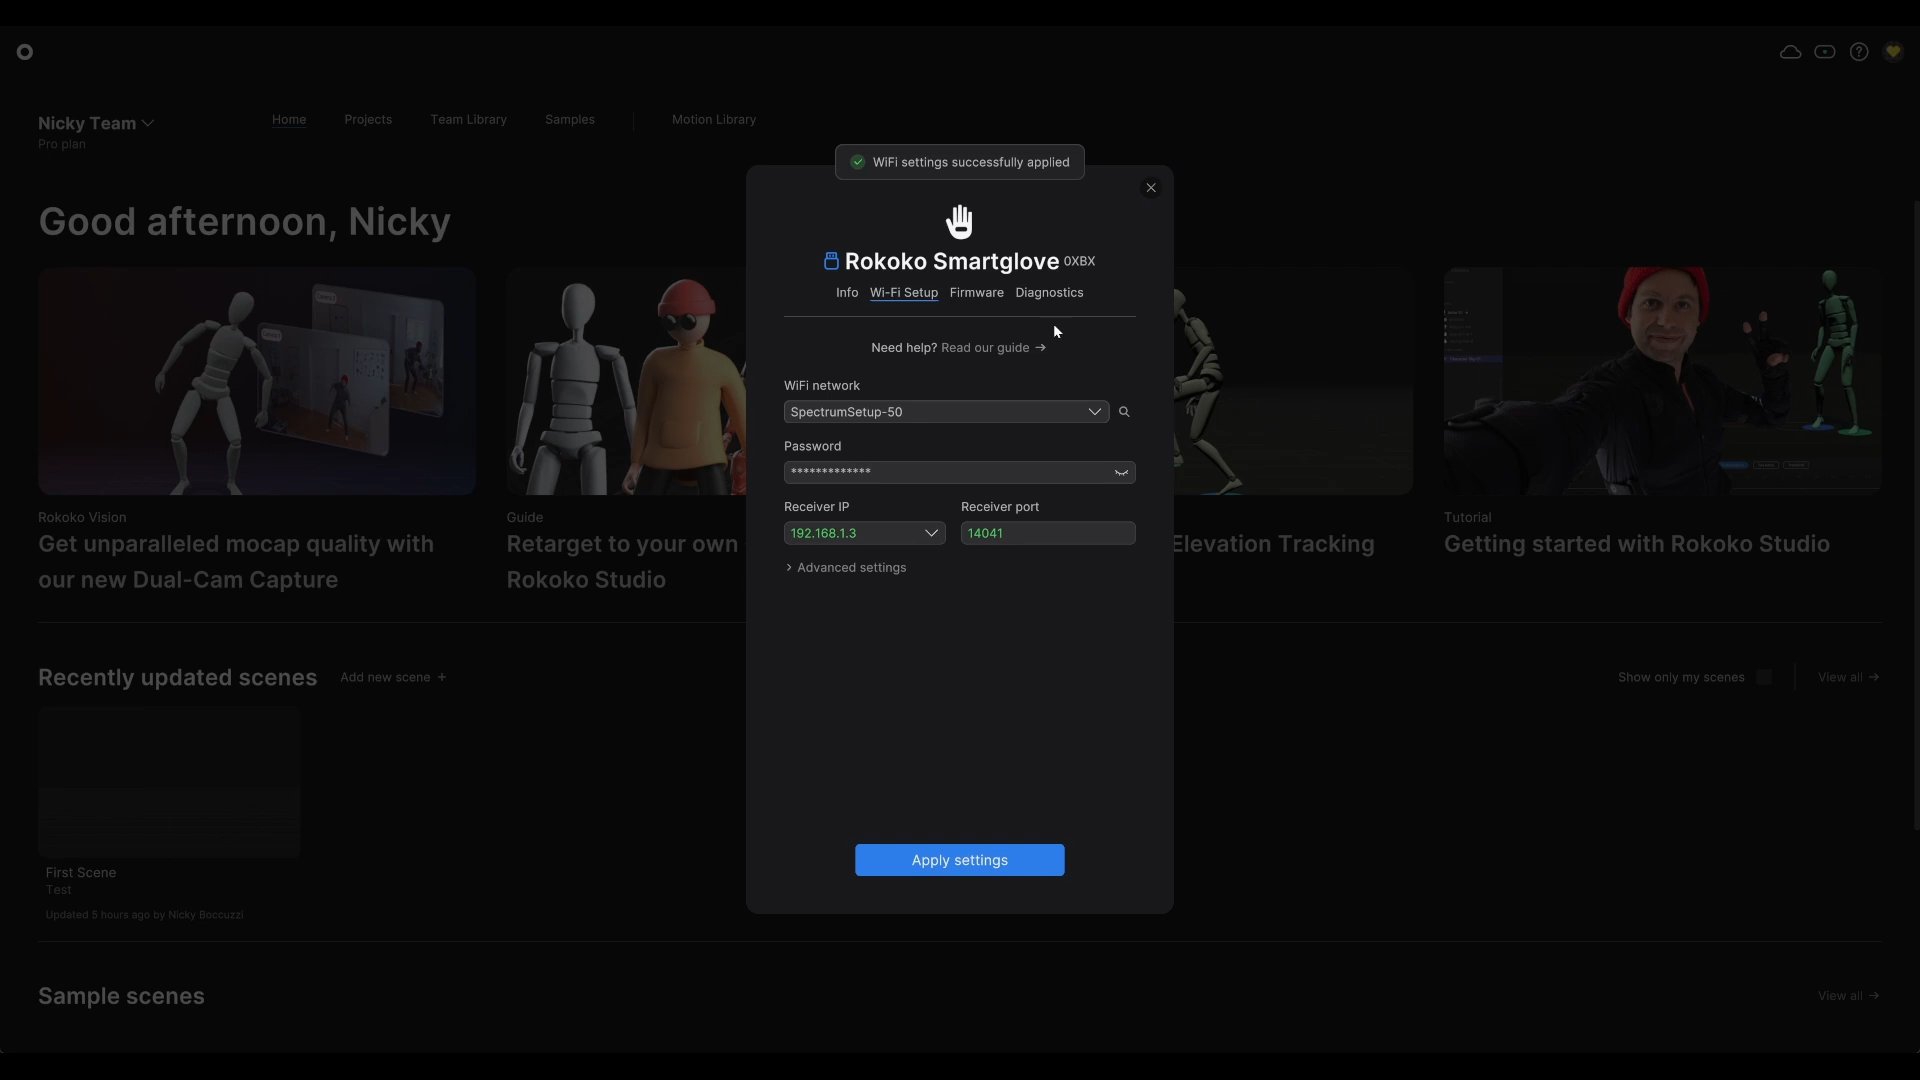 Nicky Team
Pro plan
Home
Projects
Team Library
Samples
Motion Library
WiFi settings successfully applied
Good afternoon, Nicky
Rokoko Smartglove 0XBX
Info
Wi-Fi Setup
Firmware
Diagnostics
Need help? Read our guide →
WiFi network
SpectrumSetup-50
Password
*************
Receiver IP
Receiver port
192.168.1.3
14041
> Advanced settings
Apply settings
Rokoko Vision
Get unparalleled mocap quality with
our new Dual-Cam Capture
Guide
Retarget to your own
Rokoko Studio
Elevation Tracking
Tutorial
Getting started with Rokoko Studio
Recently updated scenes
Add new scene +
Show only my scenes
View all →
First Scene
Test
Updated 5 hours ago by Nicky Boccuzzi
Sample scenes
View all →